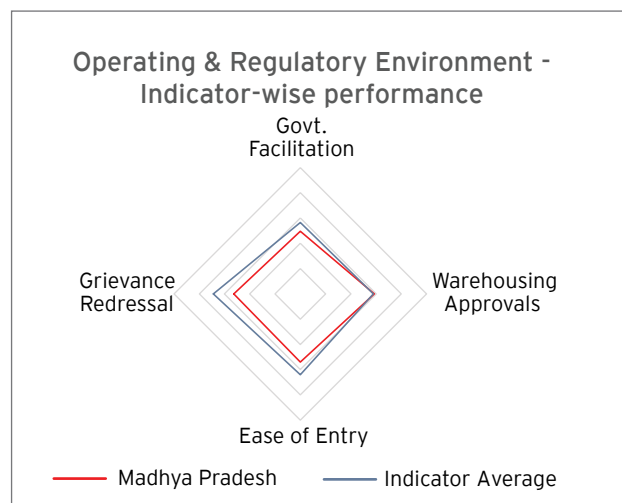 Operating & Regulatory Environment -
Indicator-wise performance
Govt.
Facilitation
Grievance
Redressal
Warehousing
Approvals
Ease of Entry
Madhya Pradesh
Indicator Average